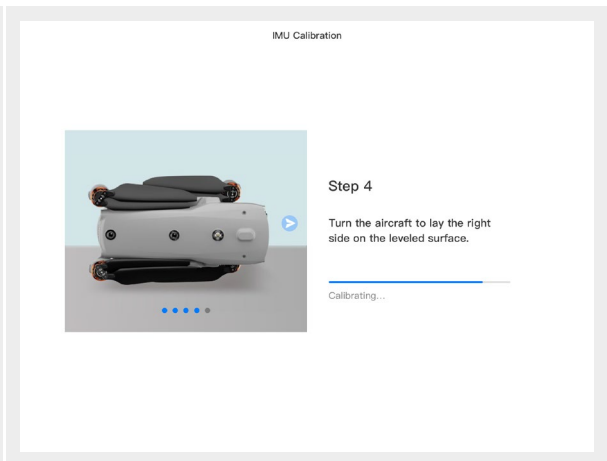 IMU Calibration
Step 4
Turn the aircraft to lay the right
side on the leveled surface.
Calibrating...